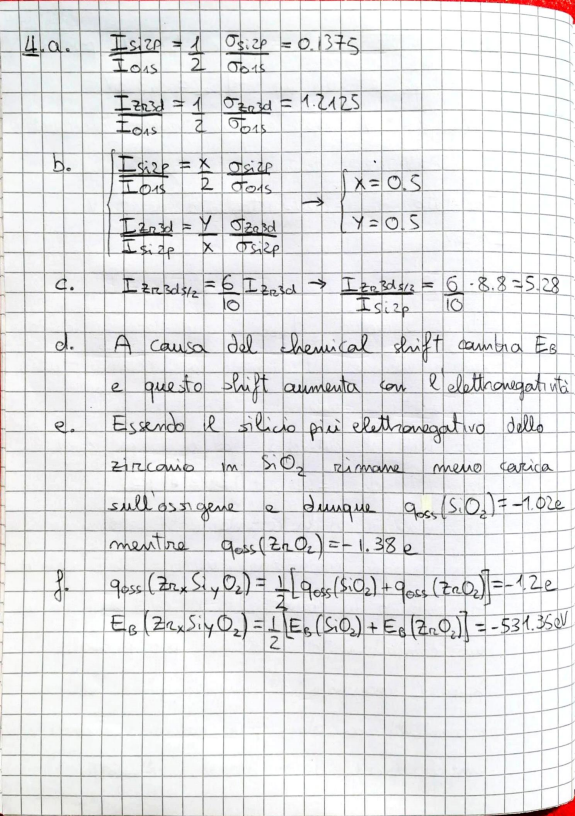 4.a. I_Si2p/I_O1s = 1/2 σ_Si2p/σ_O1s = 0.1375
I_Zr3d/I_O1s = 1/2 σ_Zr3d/σ_O1s = 1.2125
b. { I_Si2p/I_O1s = x/2 σ_Si2p/σ_O1s
I_Zr3d/I_Si2p = y/x σ_Zr3d/σ_Si2p → { x = 0.5
y = 0.5
c. I_Zr3d5/2 = 6/10 I_Zr3d → I_Zr3d5/2/I_Si2p = 6/10 · 8.8 = 5.28
d. A causa del chemical shift cambia E_B
e questo shift aumenta con l'elettronegatività
e. Essendo il silicio più elettronegativo dello
zirconio in SiO₂ rimane meno carica
sull'ossigeno e dunque q_oss(SiO₂) = -1.02e
mentre q_oss(ZrO₂) = -1.38 e
f. q_oss(Zr_xSi_yO₂) = 1/2 [q_oss(SiO₂) + q_oss(ZrO₂)] = -1.2e
E_B(Zr_xSi_yO₂) = 1/2 [E_B(SiO₂) + E_B(ZrO₂)] = -531.35eV